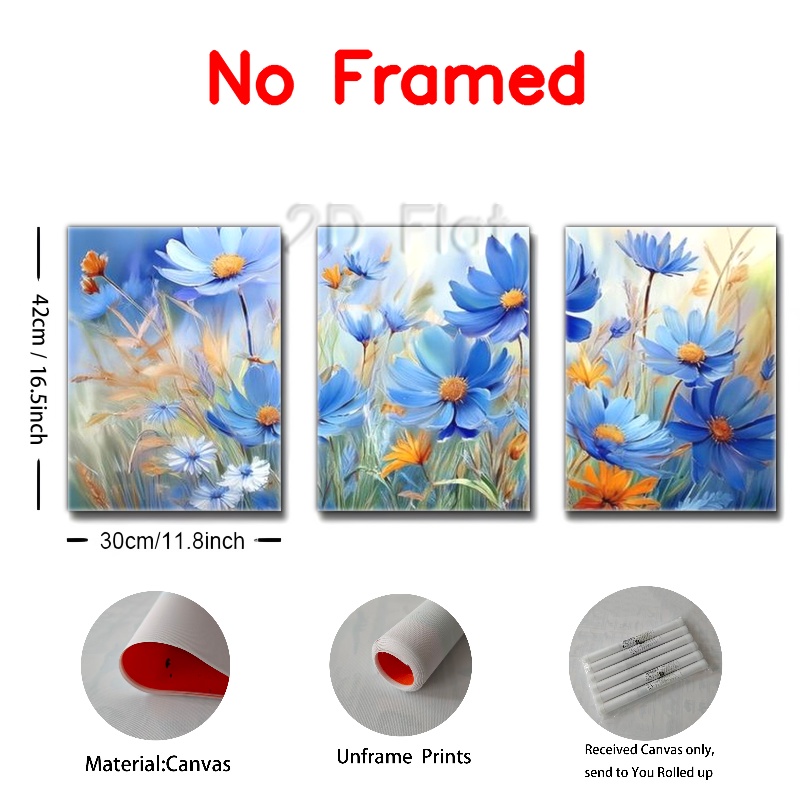 No Framed
2D Flat
42cm / 16.5inch
30cm/11.8inch
Material:Canvas
Unframe Prints
Received Canvas only,
send to You Rolled up